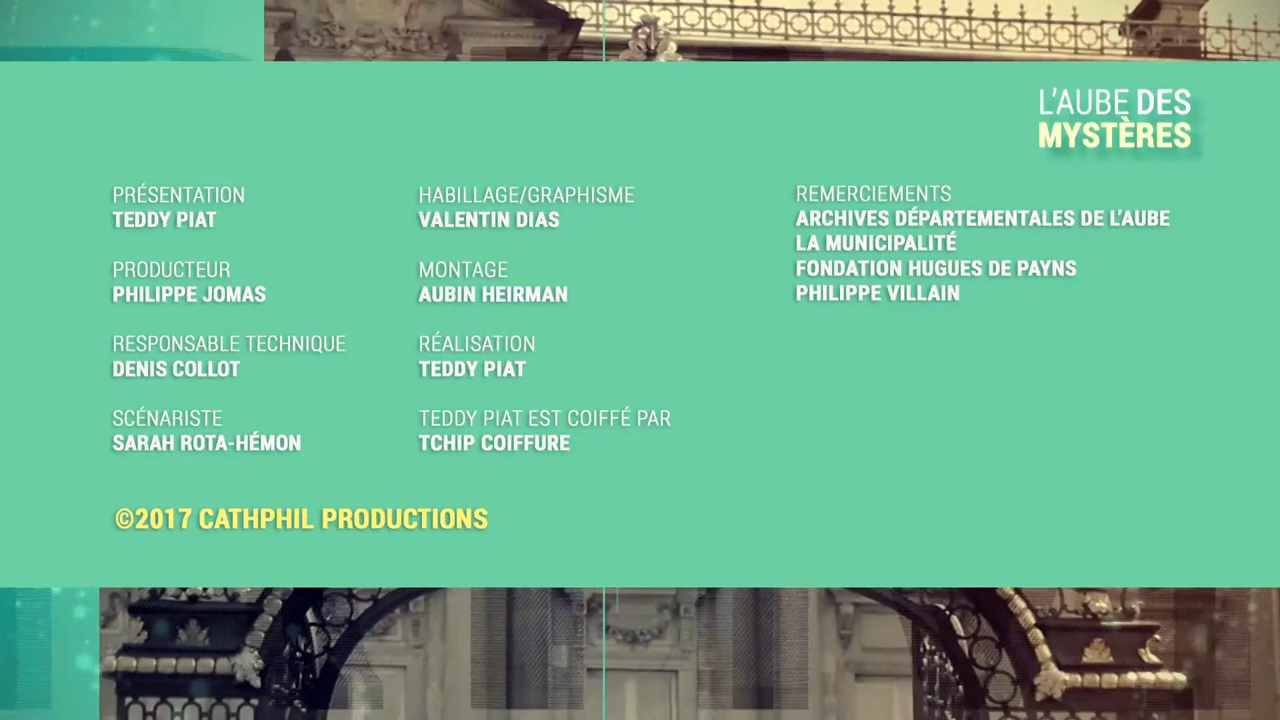 L'AUBE DES
MYSTÈRES
PRÉSENTATION
TEDDY PIAT
PRODUCTEUR
PHILIPPE JOMAS
RESPONSABLE TECHNIQUE
DENIS COLLOT
SCÉNARISTE
SARAH ROTA-HÉMON
HABILLAGE/GRAPHISME
VALENTIN DIAS
MONTAGE
AUBIN HEIRMAN
RÉALISATION
TEDDY PIAT
TEDDY PIAT EST COIFFÉ PAR
TCHIP COIFFURE
REMERCIEMENTS
ARCHIVES DÉPARTEMENTALES DE L'AUBE
LA MUNICIPALITÉ
FONDATION HUGUES DE PAYNS
PHILIPPE VILLAIN
©2017 CATHPHIL PRODUCTIONS